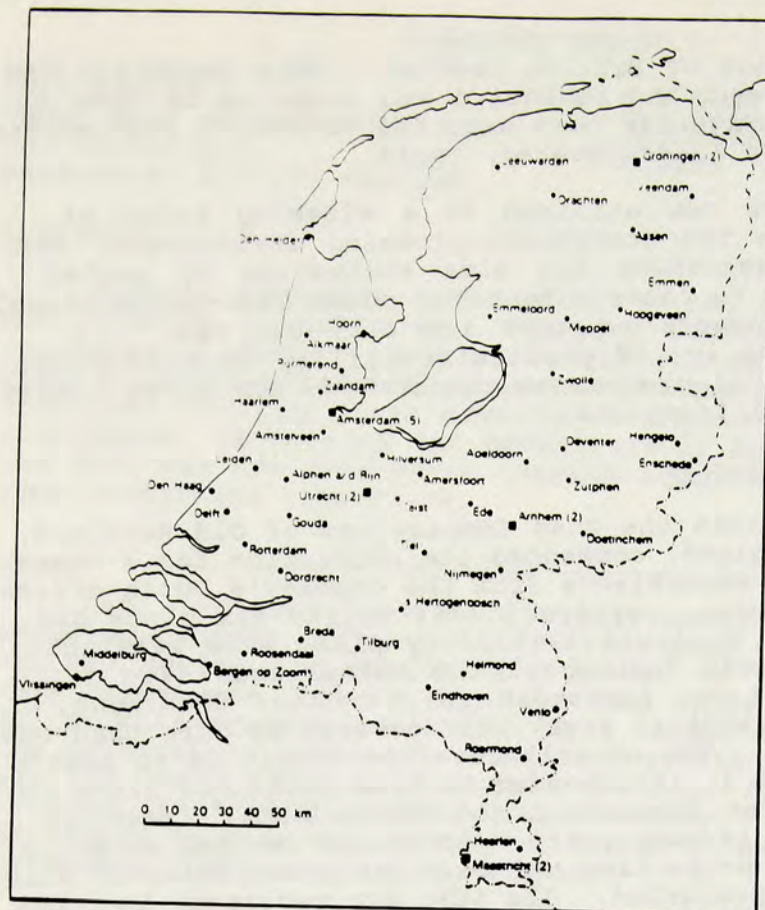 Leeuwarden
Groningen (2)
Veendam
Drachten
Assen
Den Helder
Emmen
Emmeloord
Hoogeveen
Meppel
Hoorn
Alkmaar
Purmerend
Zwolle
Zaandam
Haarlem
Amsterdam (5)
Amstelveen
Hengelo
Deventer
Hilversum
Apeldoorn
Enschede
Leiden
Alphen a/d Rijn
Amersfoort
Den Haag
Utrecht (2)
Zutphen
Zeist
Ede
Delft
Gouda
Arnhem (2)
Doetinchem
Rotterdam
Tiel
Dordrecht
Nijmegen
's Hertogenbosch
Breda
Tilburg
Roosendaal
Middelburg
Bergen op Zoom
Helmond
Vlissingen
Eindhoven
Venlo
Roermond
0 10 20 30 40 50 km
Heerlen
Maastricht (2)